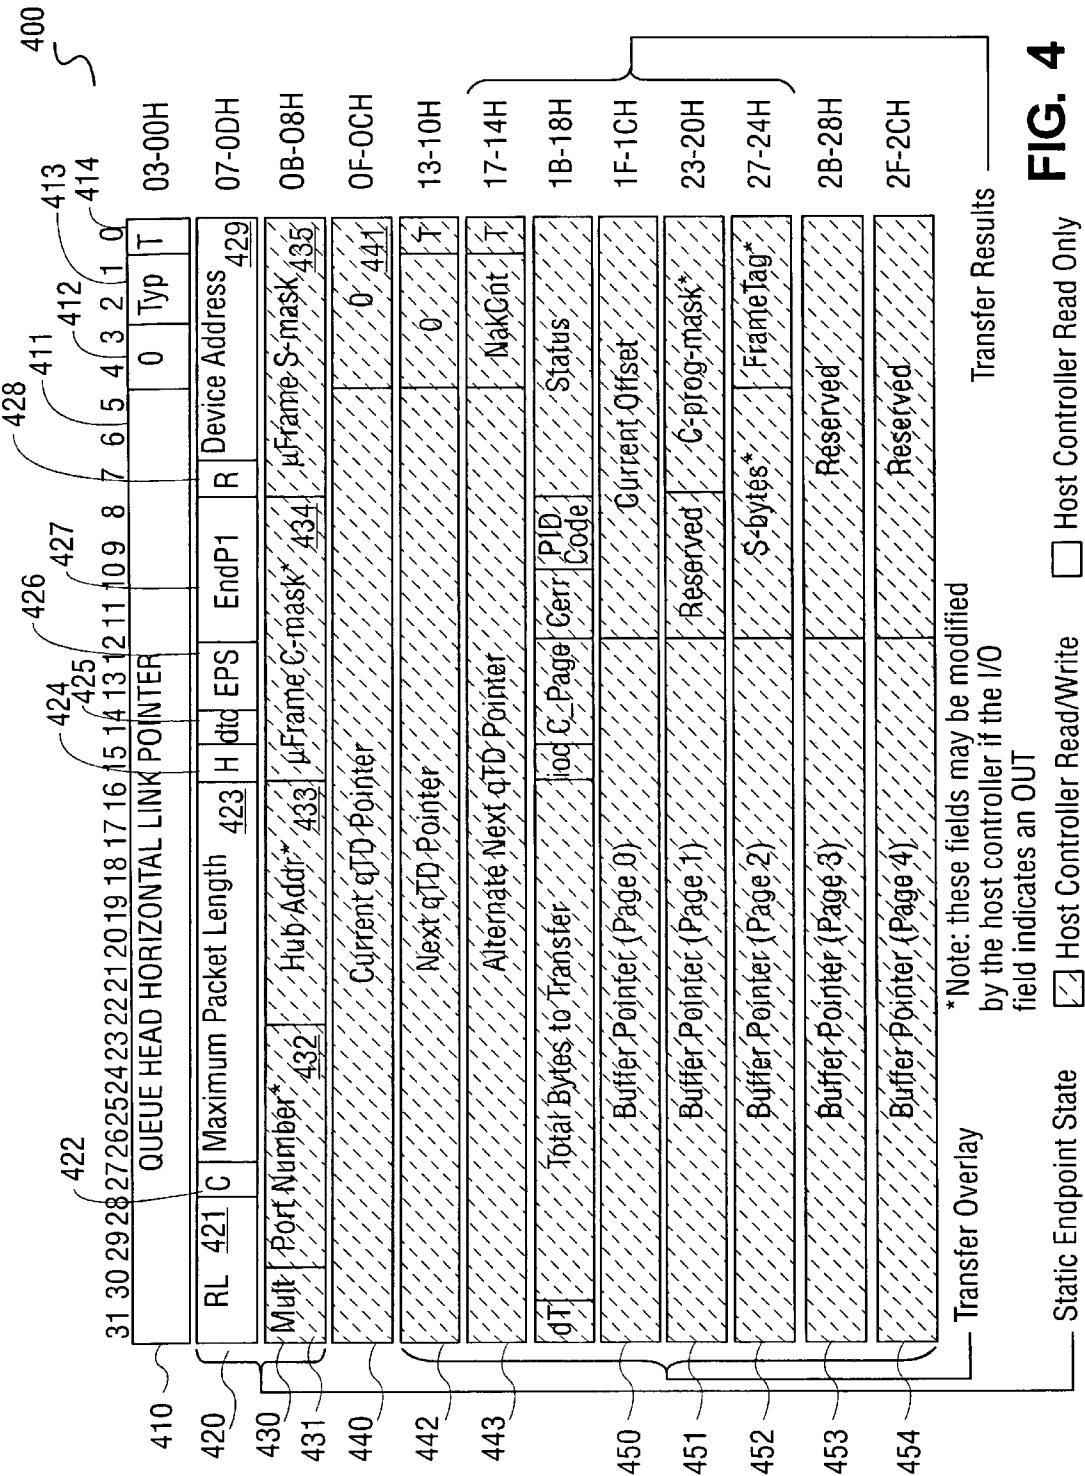 400
413
414
412
411
428
427
426
425
424
422
31 30 29 28 27 26 25 24 23 22 21 20 19 18 17 16 15 14 13 12 11 10 9 8 7 6 5 4 3 2 1 0
410 QUEUE HEAD HORIZONTAL LINK POINTER 0 Typ T 03-00H
420 RL 421 C Maximum Packet Length 423 H dtc EPS EndP1 R Device Address 429 07-0DH
430 431 Mult Port Number* 432 Hub Addr* 433 µFrame C-mask* 434 µFrame S-mask 435 0B-08H
440 Current qTD Pointer 0 441 0F-0CH
442 Next qTD Pointer 0 T 13-10H
443 Alternate Next qTD Pointer NakCnt T 17-14H
dT Total Bytes to Transfer ioc C_Page Cerr PID Code Status 1B-18H
450 Buffer Pointer (Page 0) Current Offset 1F-1CH
451 Buffer Pointer (Page 1) Reserved C-prog-mask* 23-20H
452 Buffer Pointer (Page 2) S-bytes* FrameTag* 27-24H
453 Buffer Pointer (Page 3) Reserved 2B-28H
454 Buffer Pointer (Page 4) Reserved 2F-2CH
Transfer Overlay
*Note: these fields may be modified
by the host controller if the I/O
field indicates an OUT
Transfer Results
Static Endpoint State
Host Controller Read/Write
Host Controller Read Only
FIG. 4